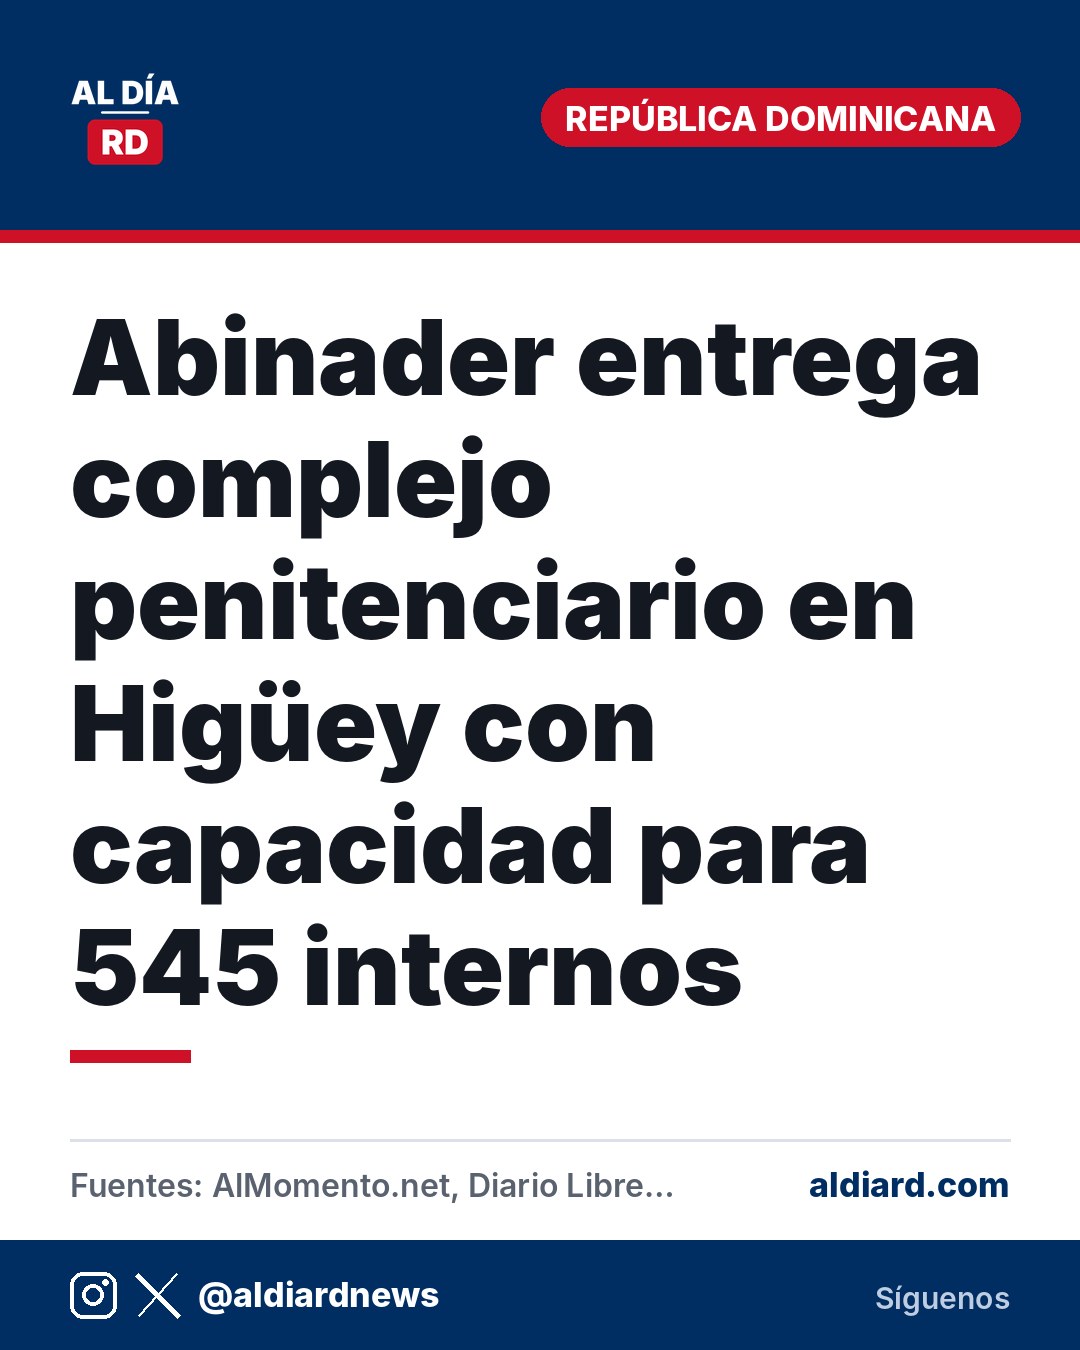 AL DÍA
RD
REPÚBLICA DOMINICANA
Abinader entrega
complejo
penitenciario en
Higüey con
capacidad para
545 internos
Fuentes: AlMomento.net, Diario Libre...
aldiard.com
@aldiardnews
Síguenos